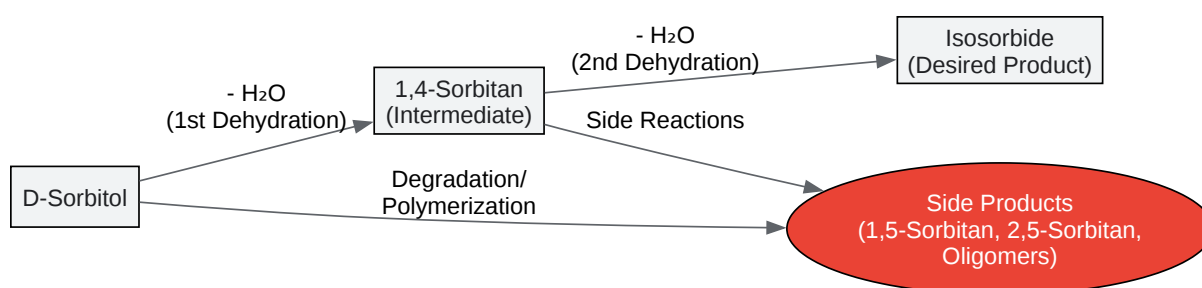 - H₂O
(2nd Dehydration)
Isosorbide
(Desired Product)
- H₂O
(1st Dehydration)
1,4-Sorbitan
(Intermediate)
Side Reactions
D-Sorbitol
Degradation/
Polymerization
Side Products
(1,5-Sorbitan, 2,5-Sorbitan,
Oligomers)